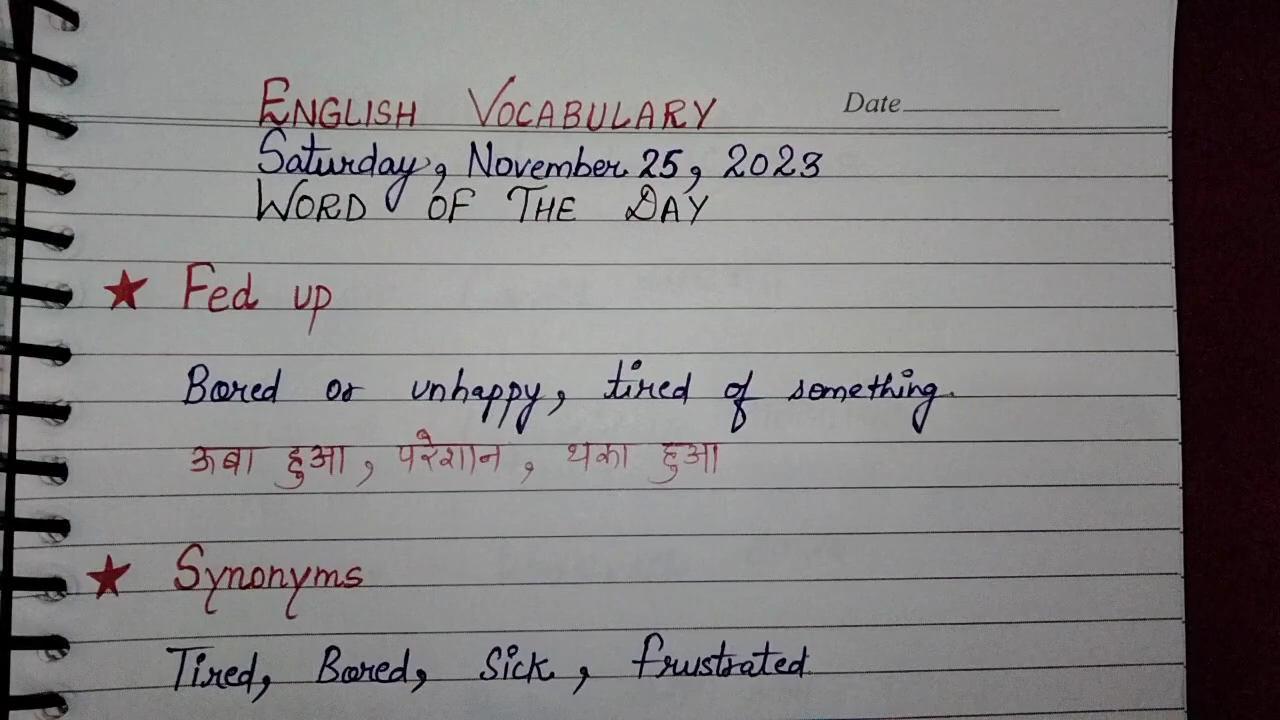 ENGLISH VOCABULARY Date
Saturday, November 25, 2023
WORD OF THE DAY
★ Fed up
Bored or unhappy, tired of something.
ऊबा हुआ, परेशान, थका हुआ
★ Synonyms
Tired, Bored, Sick, frustrated